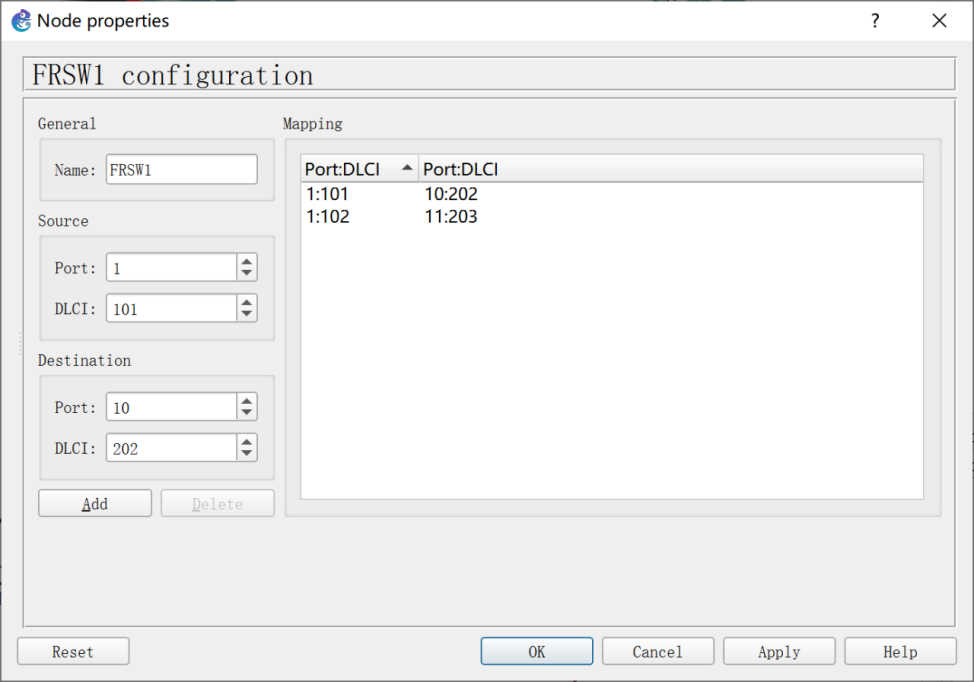 Node properties
?
FRSW1 configuration
General
Name: FRSW1
Source
Port: 1
DLCI: 101
Destination
Port: 10
DLCI: 202
Add Delete
Mapping
Port:DLCI Port:DLCI
1:101 10:202
1:102 11:203
Reset OK Cancel Apply Help